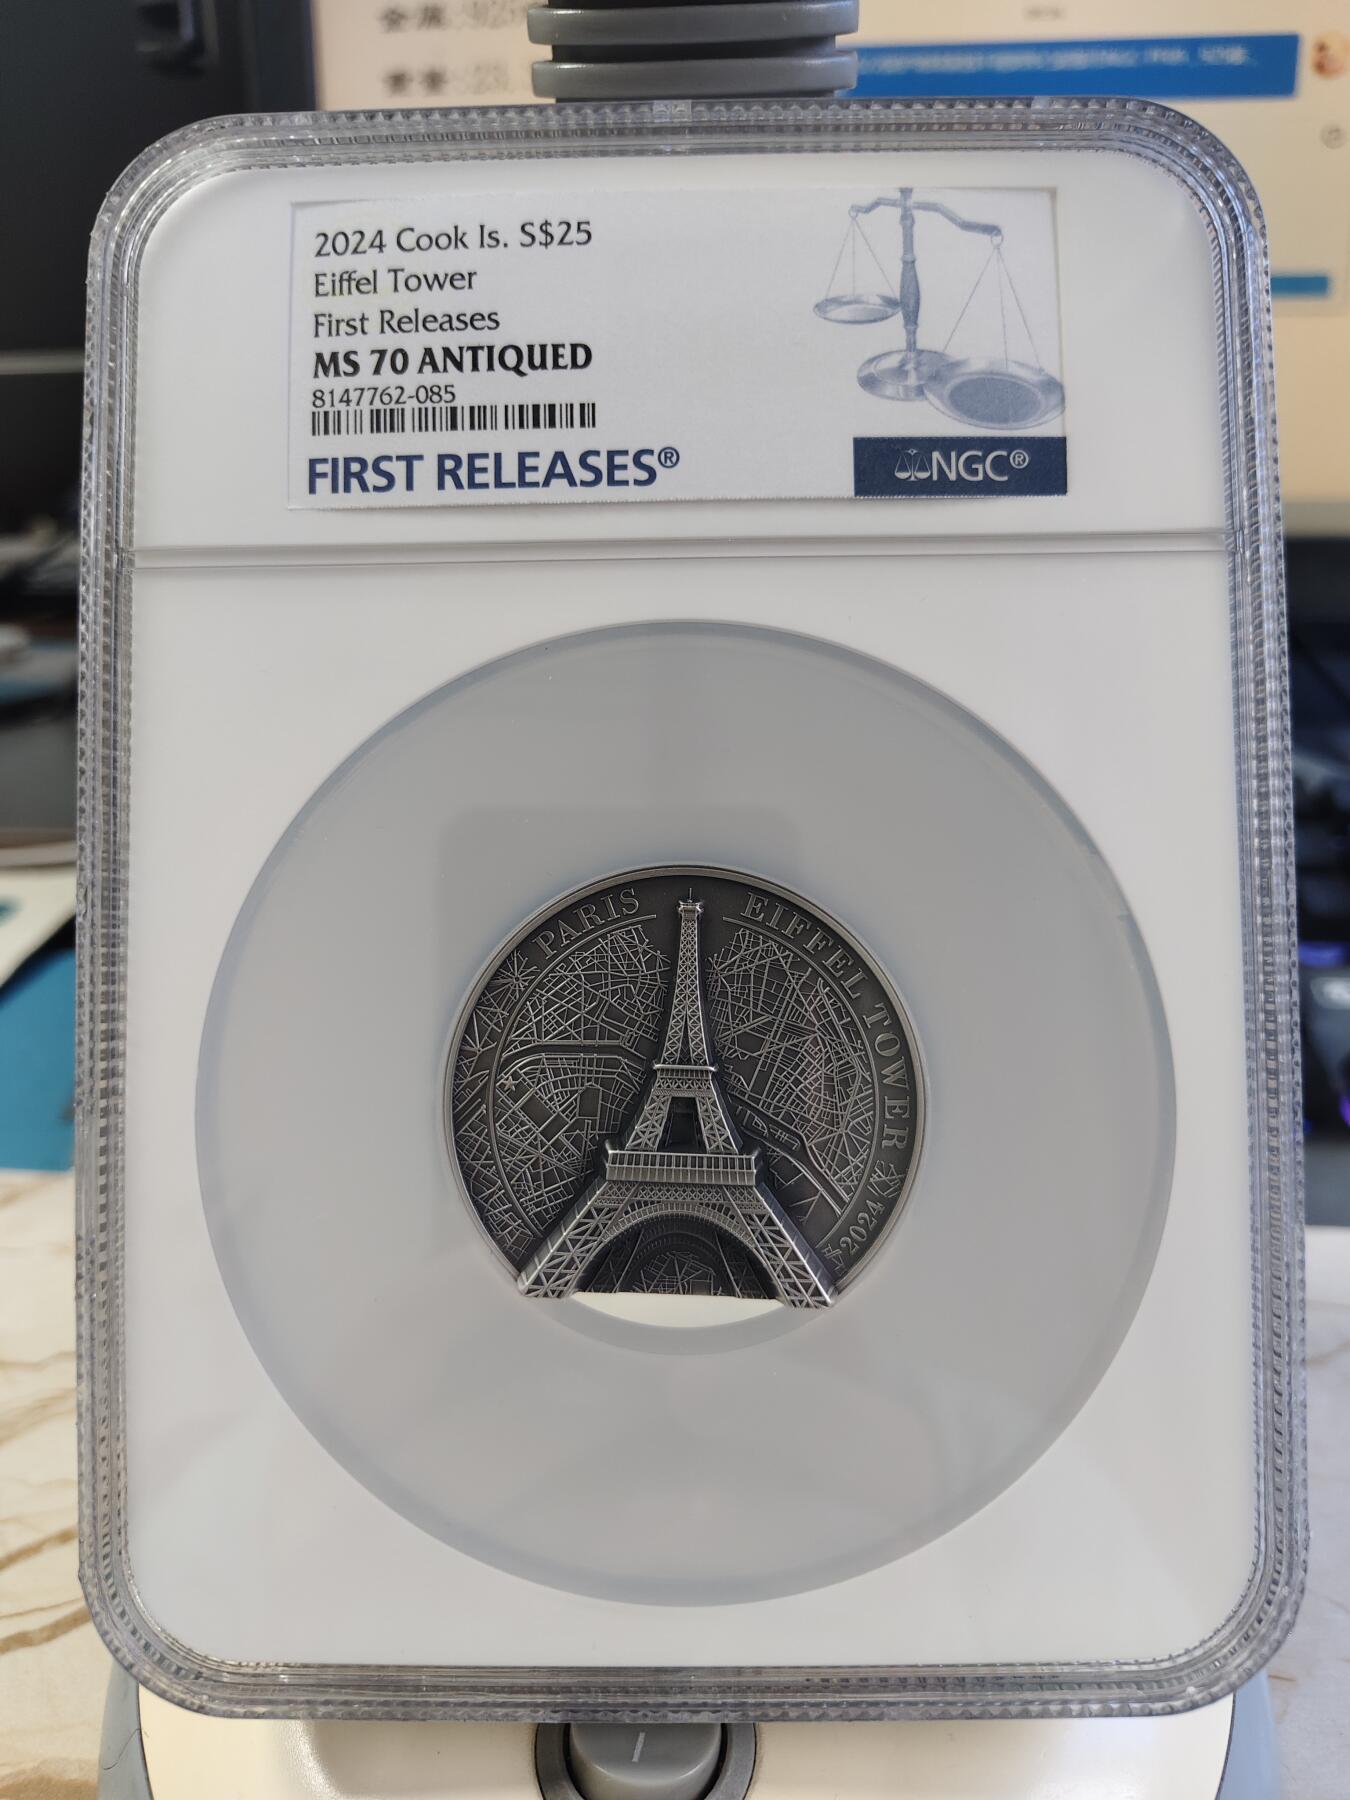 2024 Cook Is. S$25
Eiffel Tower
First Releases
MS 70 ANTIQUED
8147762-085
FIRST RELEASES®
NGC®
PARIS
EIFFEL TOWER
2024